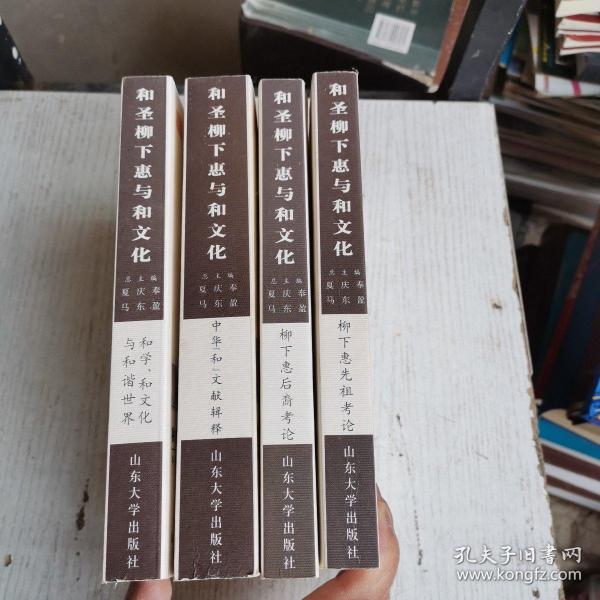 和圣柳下惠与和文化
总主编
夏庆奉
马东盈
和学、和文化
与和谐世界
山东大学出版社
和圣柳下惠与和文化
总主编
夏庆奉
马东盈
中华「和」文献辑释
山东大学出版社
和圣柳下惠与和文化
总主编
夏庆奉
马东盈
柳下惠后裔考论
山东大学出版社
和圣柳下惠与和文化
总主编
夏庆奉
马东盈
柳下惠先祖考论
山东大学出版社
孔夫子旧书网
www.kongfz.com